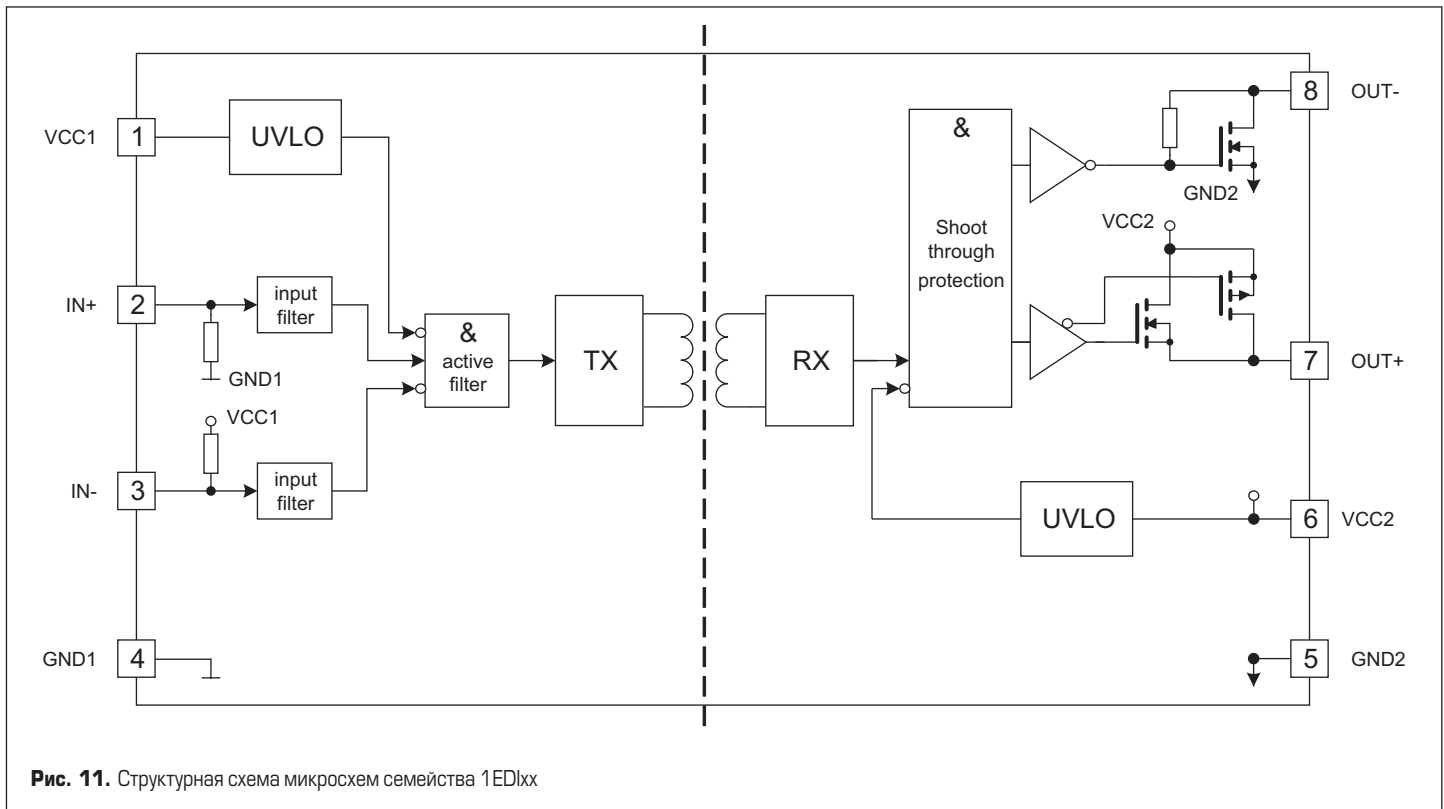 VCC1
1
UVLO
IN+
2
input
filter
GND1
VCC1
IN-
3
input
filter
GND1
4
&
active
filter
TX
RX
&
Shoot
through
protection
UVLO
GND2
VCC2
8
OUT-
7
OUT+
6
VCC2
5
GND2
Рис. 11. Структурная схема микросхем семейства 1EDIxx